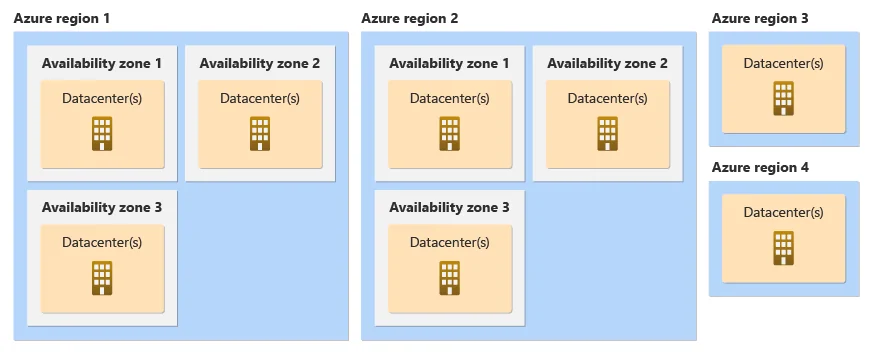 Azure region 1
Availability zone 1
Datacenter(s)
Availability zone 2
Datacenter(s)
Availability zone 3
Datacenter(s)
Azure region 2
Availability zone 1
Datacenter(s)
Availability zone 2
Datacenter(s)
Availability zone 3
Datacenter(s)
Azure region 3
Datacenter(s)
Azure region 4
Datacenter(s)